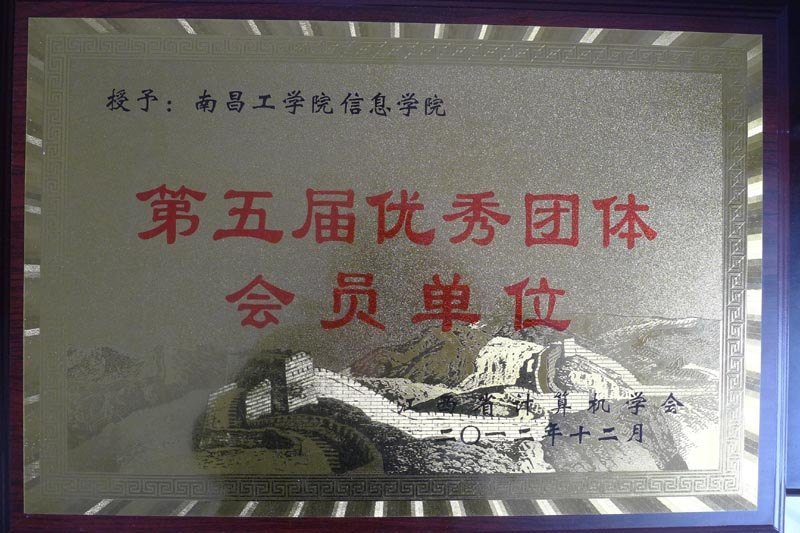 授予：南昌工学院信息学院
第五届优秀团体
会员单位
江西省计算机学会
二〇一二年十二月